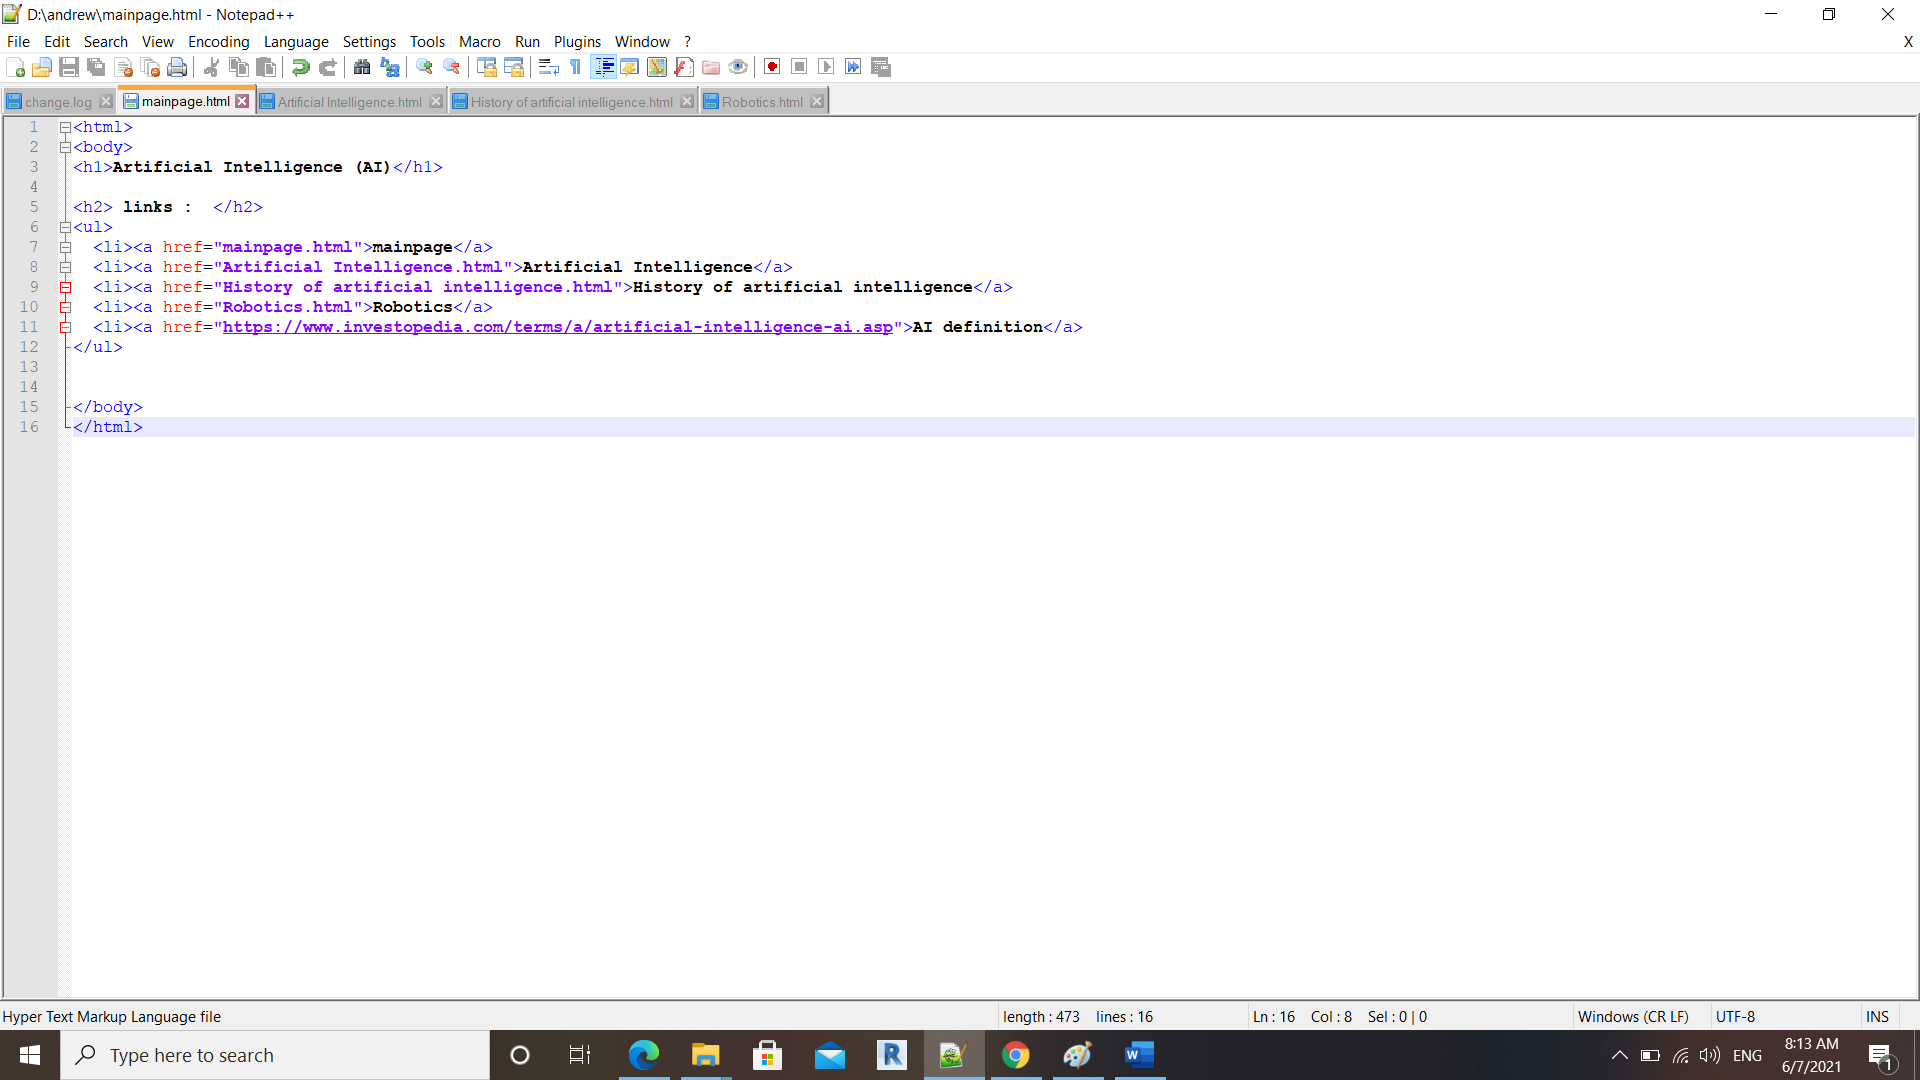 D:\andrew\mainpage.html - Notepad++
File Edit Search View Encoding Language Settings Tools Macro Run Plugins Window ? X
change.log mainpage.html Artificial Intelligence.html History of artificial intelligence.html Robotics.html
1 <html>
2 <body>
3 <h1>Artificial Intelligence (AI)</h1>
4
5 <h2> links :  </h2>
6 <ul>
7   <li><a href="mainpage.html">mainpage</a>
8   <li><a href="Artificial Intelligence.html">Artificial Intelligence</a>
9   <li><a href="History of artificial intelligence.html">History of artificial intelligence</a>
10   <li><a href="Robotics.html">Robotics</a>
11   <li><a href="https://www.investopedia.com/terms/a/artificial-intelligence-ai.asp">AI definition</a>
12 </ul>
13
14
15 </body>
16 </html>
Hyper Text Markup Language file length : 473 lines : 16 Ln : 16 Col : 8 Sel : 0 | 0 Windows (CR LF) UTF-8 INS
Type here to search ENG 8:13 AM
6/7/2021 1